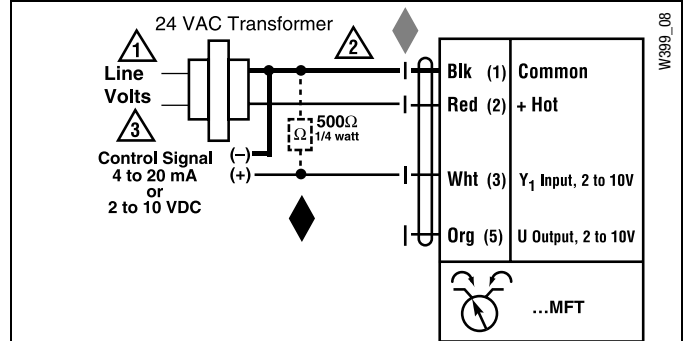 24 VAC Transformer
1
2
Line
Volts
3
Control Signal
4 to 20 mA
or
2 to 10 VDC
(–)
(+)
Ω
500Ω
1/4 watt
Blk (1) Common
Red (2) + Hot
Wht (3) Y₁ Input, 2 to 10V
Org (5) U Output, 2 to 10V
...MFT
W399_08